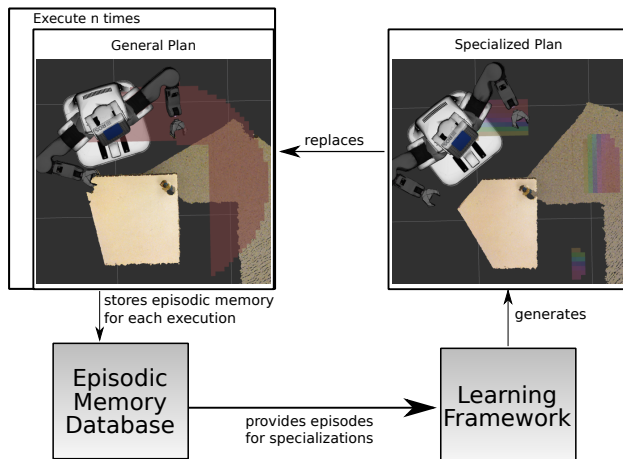 Execute n times
General Plan
Specialized Plan
replaces
stores episodic memory
for each execution
generates
Episodic
Memory
Database
provides episodes
for specializations
Learning
Framework